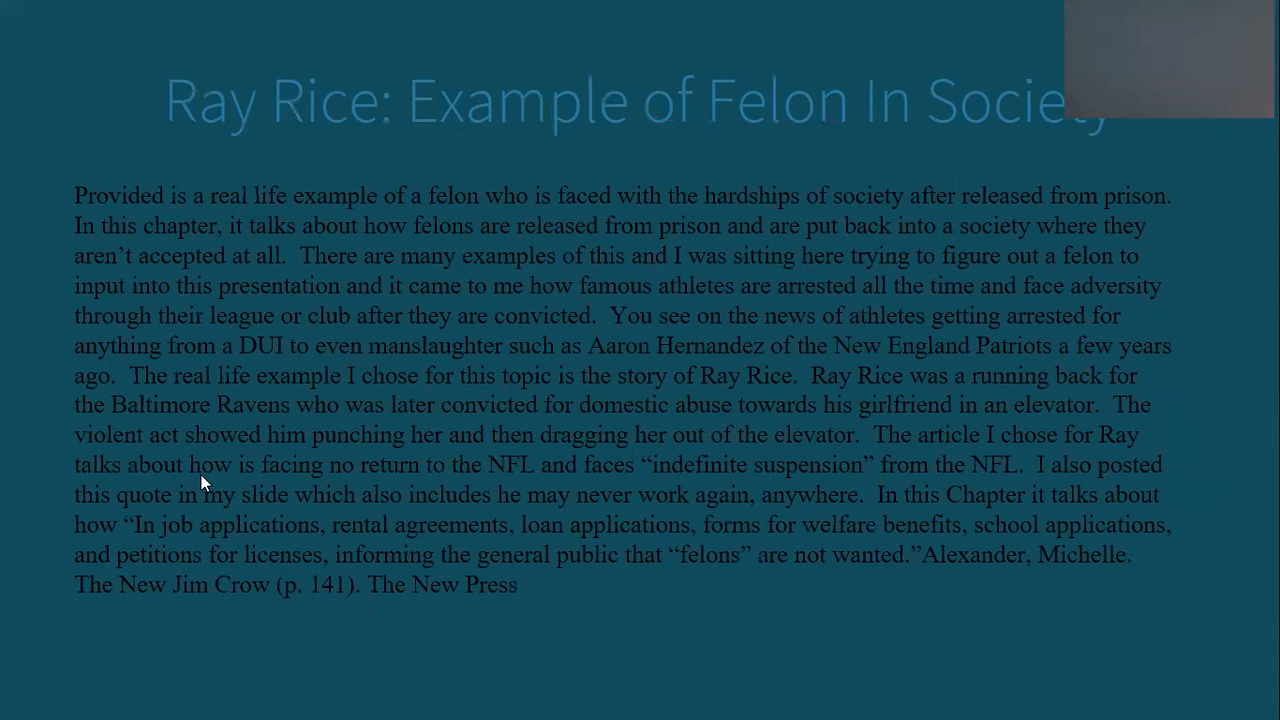 Ray Rice: Example of Felon In Society
Provided is a real life example of a felon who is faced with the hardships of society after released from prison.
In this chapter, it talks about how felons are released from prison and are put back into a society where they
aren’t accepted at all.  There are many examples of this and I was sitting here trying to figure out a felon to
input into this presentation and it came to me how famous athletes are arrested all the time and face adversity
through their league or club after they are convicted.  You see on the news of athletes getting arrested for
anything from a DUI to even manslaughter such as Aaron Hernandez of the New England Patriots a few years
ago.  The real life example I chose for this topic is the story of Ray Rice.  Ray Rice was a running back for
the Baltimore Ravens who was later convicted for domestic abuse towards his girlfriend in an elevator.  The
violent act showed him punching her and then dragging her out of the elevator.  The article I chose for Ray
talks about how is facing no return to the NFL and faces “indefinite suspension” from the NFL.  I also posted
this quote in my slide which also includes he may never work again, anywhere.  In this Chapter it talks about
how “In job applications, rental agreements, loan applications, forms for welfare benefits, school applications,
and petitions for licenses, informing the general public that “felons” are not wanted.”Alexander, Michelle.
The New Jim Crow (p. 141). The New Press